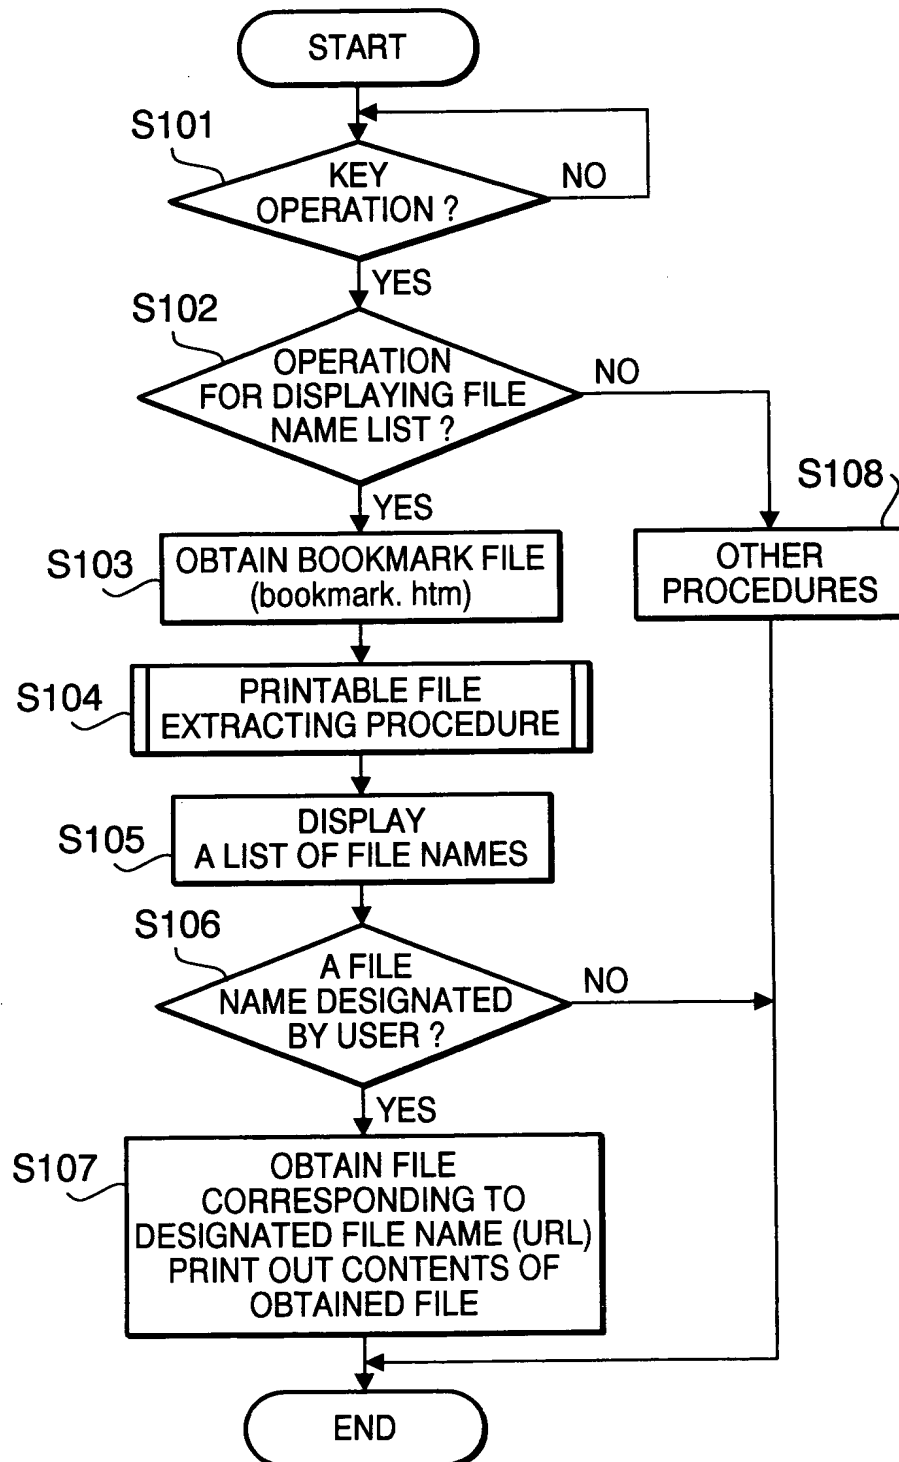 START
S101
KEY
OPERATION ?
NO
YES
S102
OPERATION
FOR DISPLAYING FILE
NAME LIST ?
NO
YES
S108
OTHER
PROCEDURES
S103
OBTAIN BOOKMARK FILE
(bookmark. htm)
S104
PRINTABLE FILE
EXTRACTING PROCEDURE
S105
DISPLAY
A LIST OF FILE NAMES
S106
A FILE
NAME DESIGNATED
BY USER ?
NO
YES
S107
OBTAIN FILE
CORRESPONDING TO
DESIGNATED FILE NAME (URL)
PRINT OUT CONTENTS OF
OBTAINED FILE
END